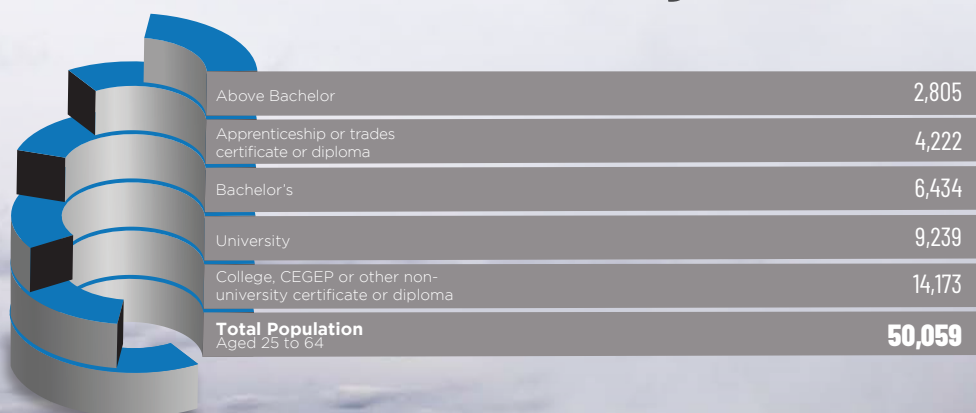 Above Bachelor 2,805
Apprenticeship or trades
certificate or diploma 4,222
Bachelor's 6,434
University 9,239
College, CEGEP or other non-
university certificate or diploma 14,173
Total Population
Aged 25 to 64 50,059